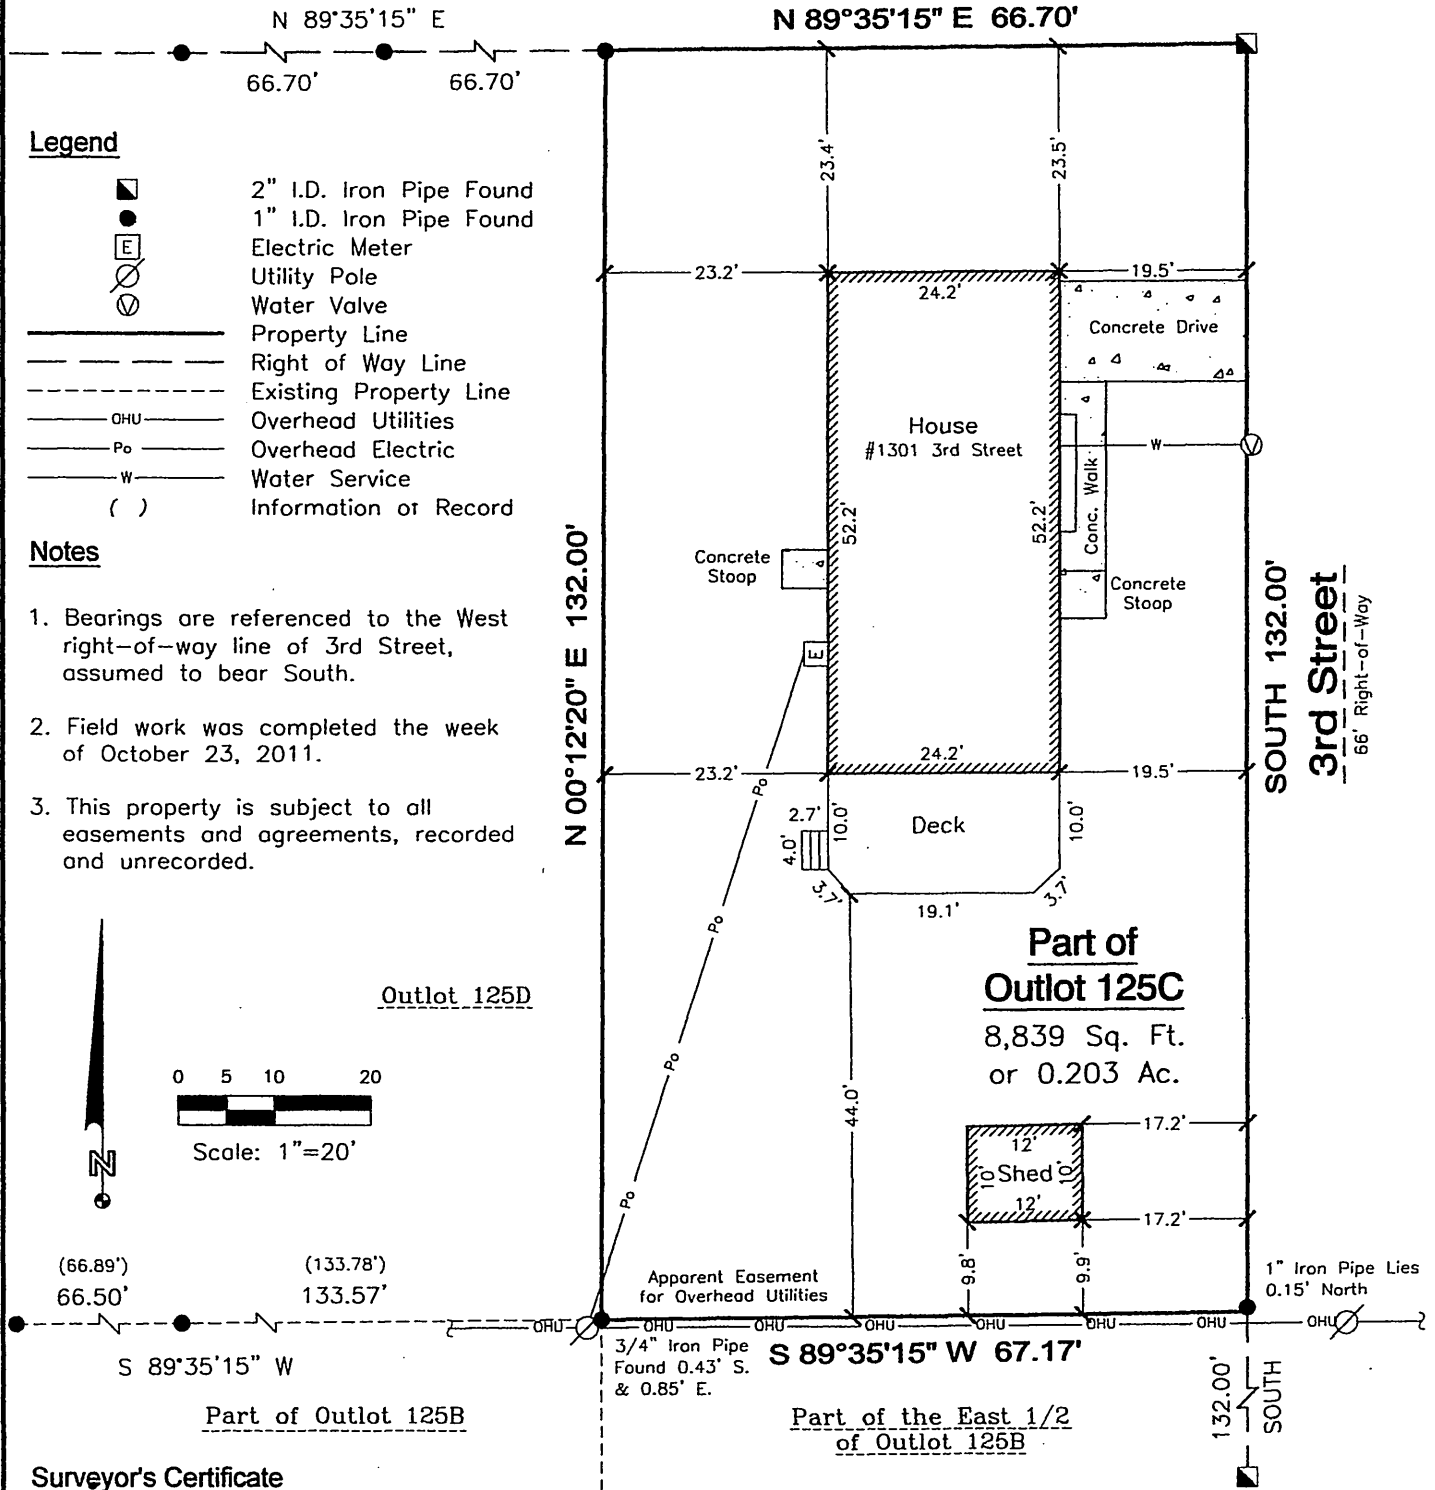 N 89°35'15" E
N 89°35'15" E 66.70'
66.70'
66.70'
Legend
2" I.D. Iron Pipe Found
1" I.D. Iron Pipe Found
E Electric Meter
Utility Pole
V Water Valve
Property Line
Right of Way Line
Existing Property Line
OHU Overhead Utilities
Po Overhead Electric
W Water Service
( ) Information of Record
Notes
1. Bearings are referenced to the West
right-of-way line of 3rd Street,
assumed to bear South.
2. Field work was completed the week
of October 23, 2011.
3. This property is subject to all
easements and agreements, recorded
and unrecorded.
23.4'
23.5'
23.2'
24.2'
19.5'
Concrete Drive
House
#1301 3rd Street
W
Conc. Walk
52.2'
52.2'
Concrete
Stoop
Concrete
Stoop
E
N 00°12'20" E 132.00'
SOUTH 132.00'
3rd Street
66' Right-of-Way
23.2'
24.2'
19.5'
Po
2.7'
4.0'
10.0'
Deck
10.0'
3.7'
19.1'
3.7'
Po
Part of
Outlot 125C
8,839 Sq. Ft.
or 0.203 Ac.
Outlot 125D
0 5 10 20
Scale: 1"=20'
N
Po
44.0'
17.2'
12'
10'
Shed
10'
12'
17.2'
Po
9.8'
9.9'
(66.89')
66.50'
(133.78')
133.57'
Apparent Easement
for Overhead Utilities
1" Iron Pipe Lies
0.15' North
OHU OHU OHU OHU OHU OHU OHU OHU
S 89°35'15" W
3/4" Iron Pipe
Found 0.43' S.
& 0.85' E.
S 89°35'15" W 67.17'
132.00'
SOUTH
Part of Outlot 125B
Part of the East 1/2
of Outlot 125B
Surveyor's Certificate